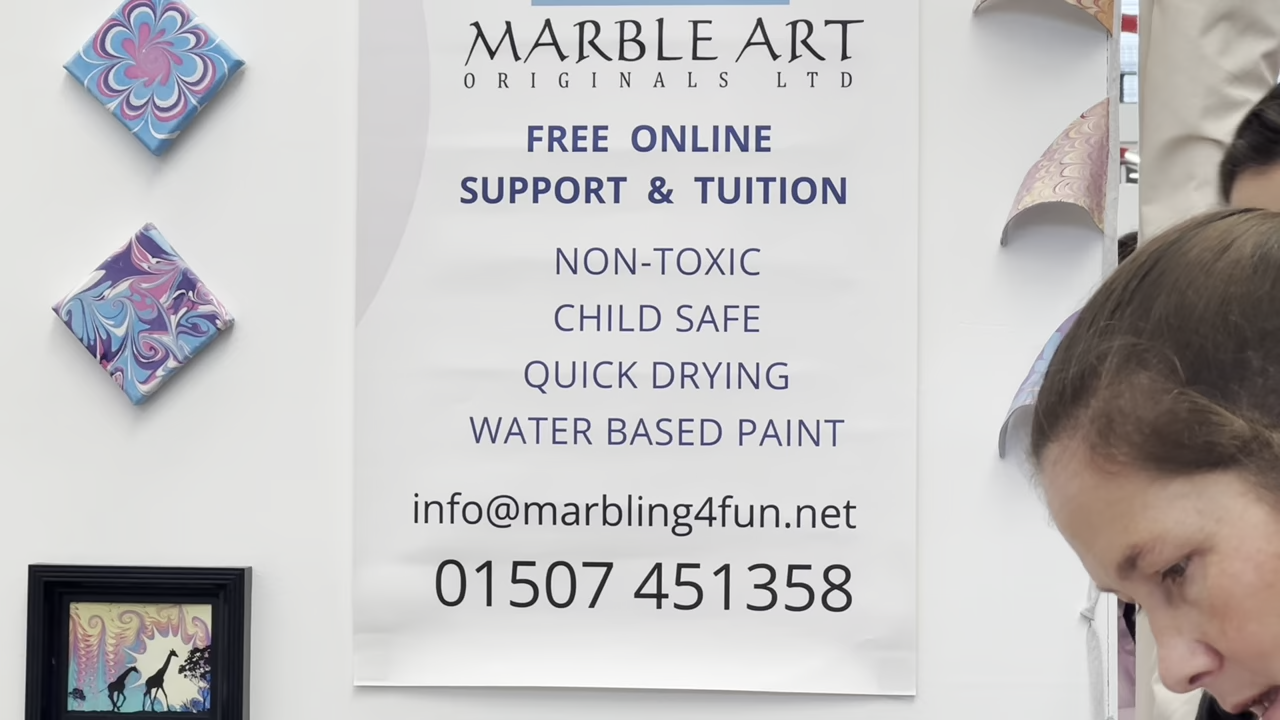 MARBLE ART
ORIGINALS LTD
FREE ONLINE
SUPPORT & TUITION
NON-TOXIC
CHILD SAFE
QUICK DRYING
WATER BASED PAINT
info@marbling4fun.net
01507 451358